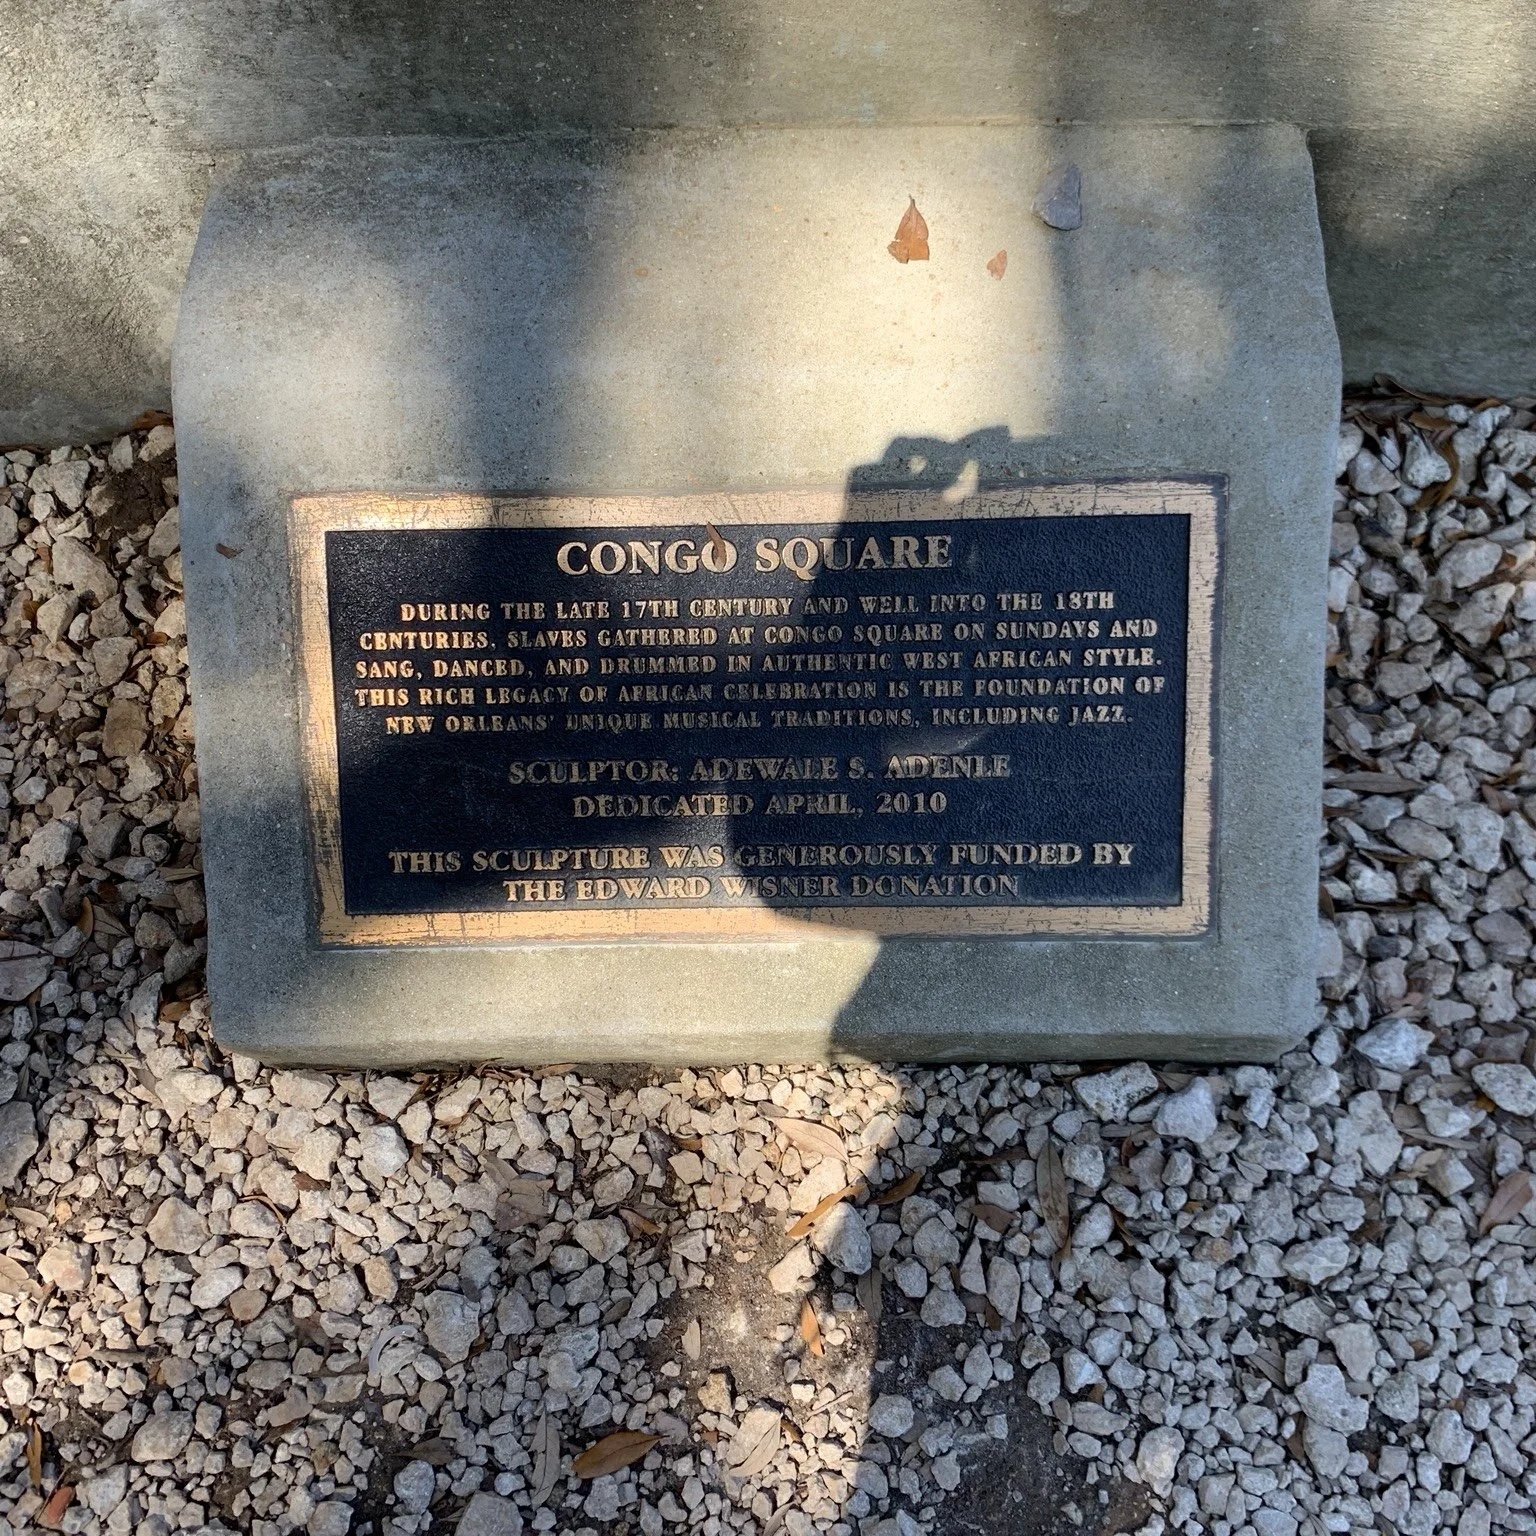 CONGO SQUARE
DURING THE LATE 17TH CENTURY AND WELL INTO THE 18TH
CENTURIES, SLAVES GATHERED AT CONGO SQUARE ON SUNDAYS AND
SANG, DANCED, AND DRUMMED IN AUTHENTIC WEST AFRICAN STYLE.
THIS RICH LEGACY OF AFRICAN CELEBRATION IS THE FOUNDATION OF
NEW ORLEANS' UNIQUE MUSICAL TRADITIONS, INCLUDING JAZZ.
SCULPTOR: ADEWALE S. ADENLE
DEDICATED APRIL, 2010
THIS SCULPTURE WAS GENEROUSLY FUNDED BY
THE EDWARD WISNER DONATION